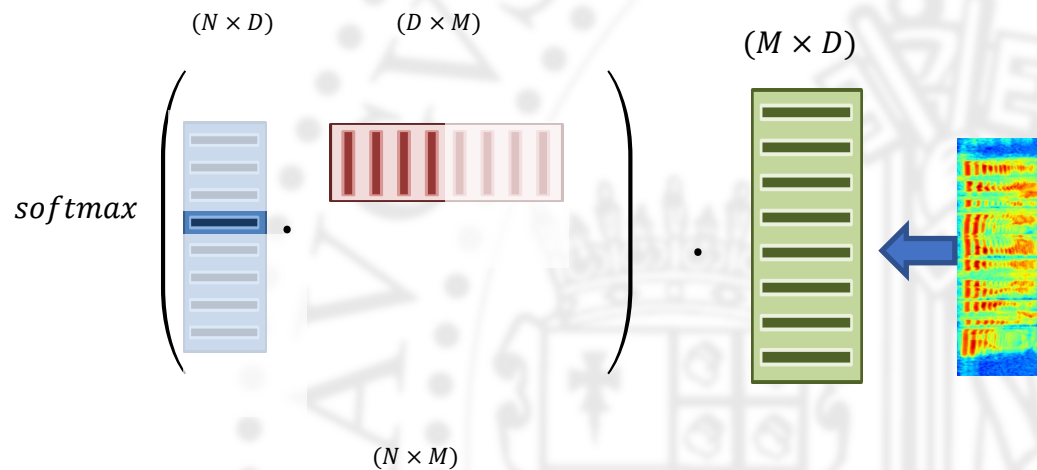 (N × D)
(D × M)
(M × D)
softmax
(N × M)